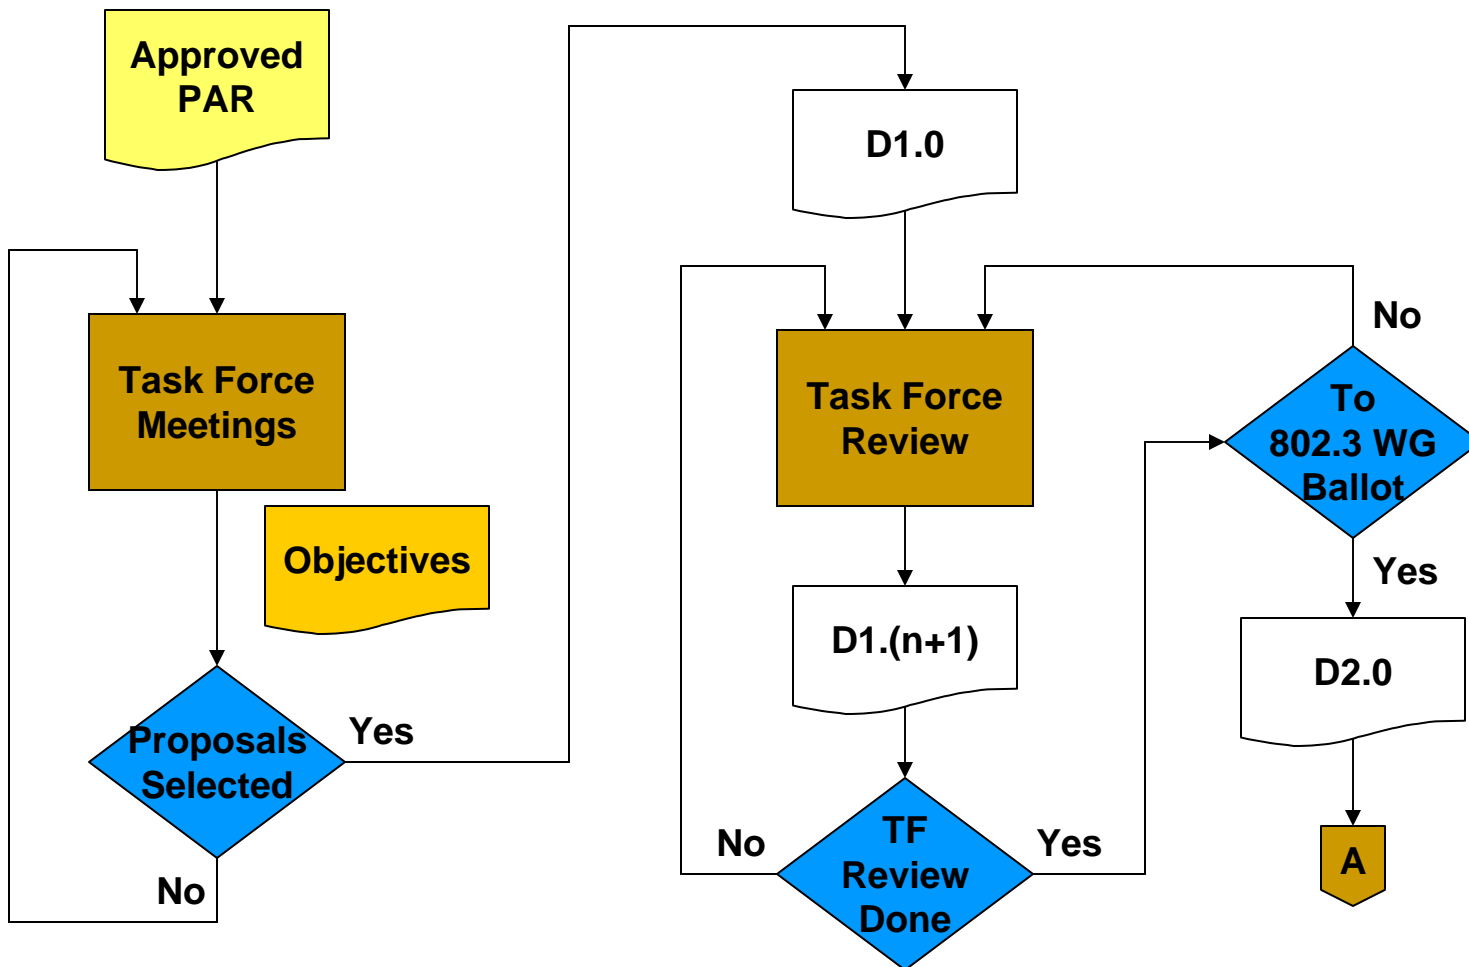 Approved
PAR
Task Force
Meetings
Objectives
Proposals
Selected
Yes
No
D1.0
Task Force
Review
D1.(n+1)
TF
Review
Done
No
Yes
To
802.3 WG
Ballot
No
Yes
D2.0
A